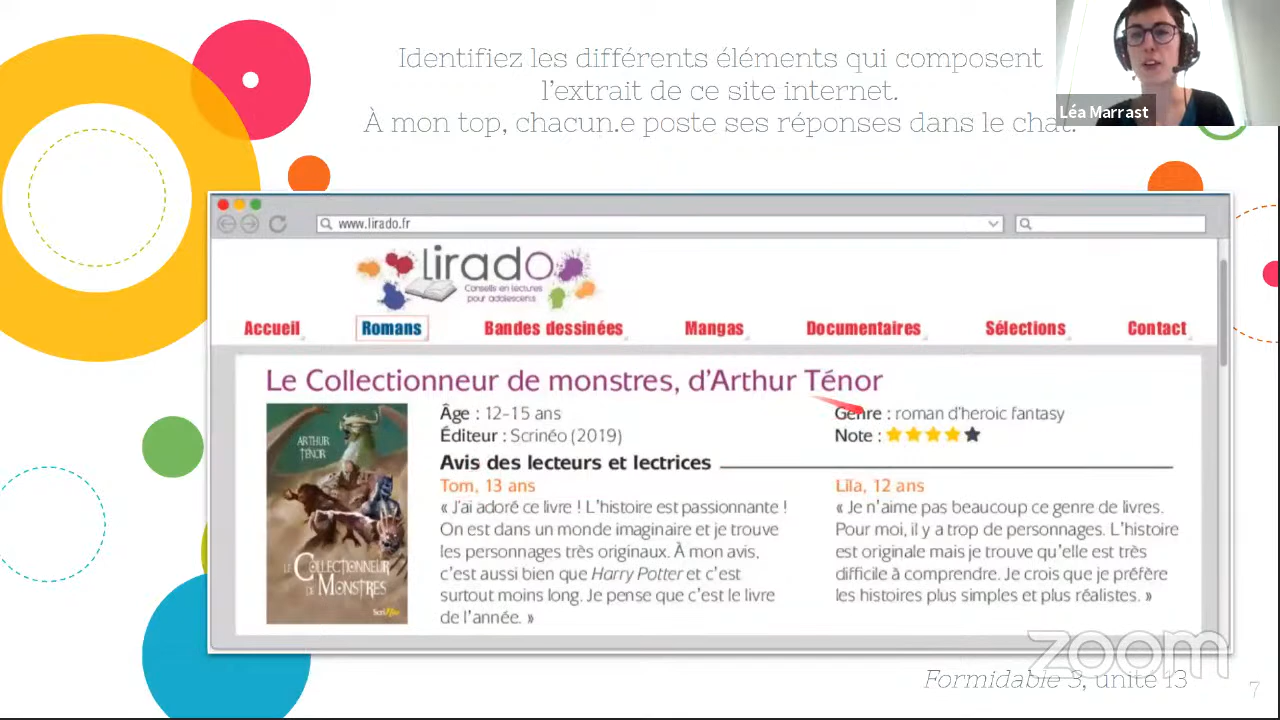 Identifiez les différents éléments qui composent
l'extrait de ce site internet.
À mon top, chacun.e poste ses réponses dans le chat.
Léa Marrast
www.lirado.fr
lirado
Conseils en lectures
pour adolescens
Accueil Romans Bandes dessinées Mangas Documentaires Sélections Contact
Le Collectionneur de monstres, d'Arthur Ténor
ARTHUR
TÉNOR
LE COLLECTIONNEUR
DE MONSTRES
Scrinéo
Âge : 12-15 ans
Éditeur : Scrinéo (2019)
Genre : roman d'heroic fantasy
Note :
Avis des lecteurs et lectrices
Tom, 13 ans
« J'ai adoré ce livre ! L'histoire est passionnante !
On est dans un monde imaginaire et je trouve
les personnages très originaux. À mon avis,
c'est aussi bien que Harry Potter et c'est
surtout moins long. Je pense que c'est le livre
de l'année. »
Lila, 12 ans
« Je n'aime pas beaucoup ce genre de livres.
Pour moi, il y a trop de personnages. L'histoire
est originale mais je trouve qu'elle est très
difficile à comprendre. Je crois que je préfère
les histoires plus simples et plus réalistes. »
zoom
Formidable 3, unité 13
7